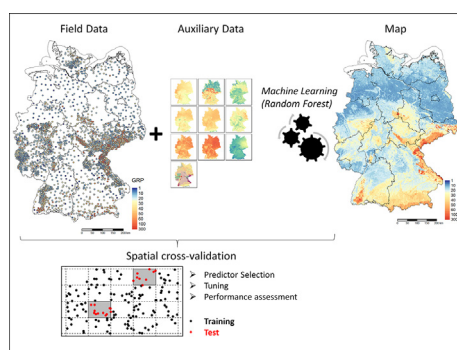 Field Data
Auxiliary Data
Map
Machine Learning
(Random Forest)
GRP
GRP
Spatial cross-validation
Predictor Selection
Tuning
Performance assessment
Training
Test